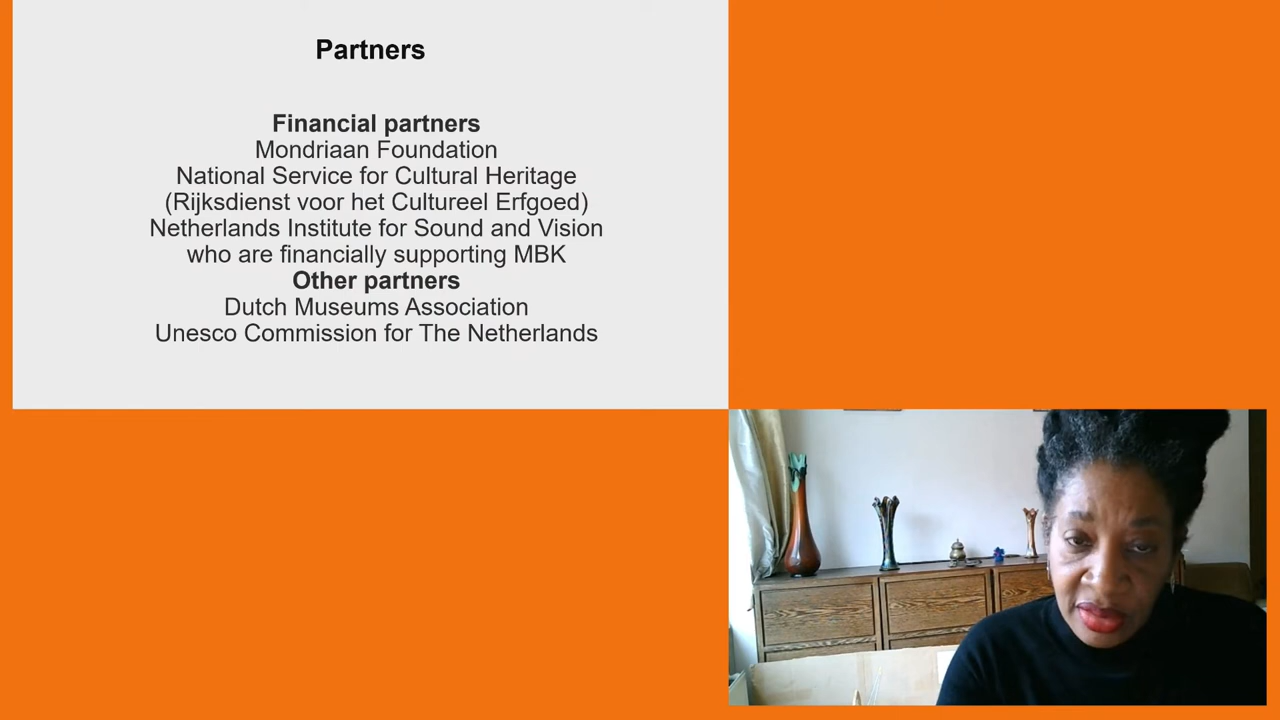 Partners
Financial partners
Mondriaan Foundation
National Service for Cultural Heritage
(Rijksdienst voor het Cultureel Erfgoed)
Netherlands Institute for Sound and Vision
who are financially supporting MBK
Other partners
Dutch Museums Association
Unesco Commission for The Netherlands